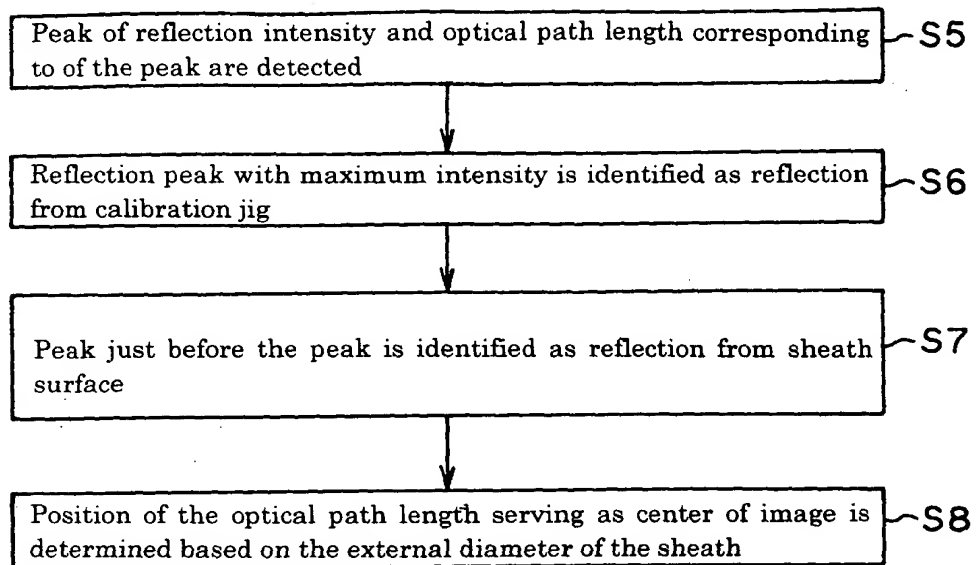 Peak of reflection intensity and optical path length corresponding
to of the peak are detected
S5
Reflection peak with maximum intensity is identified as reflection
from calibration jig
S6
Peak just before the peak is identified as reflection from sheath
surface
S7
Position of the optical path length serving as center of image is
determined based on the external diameter of the sheath
S8